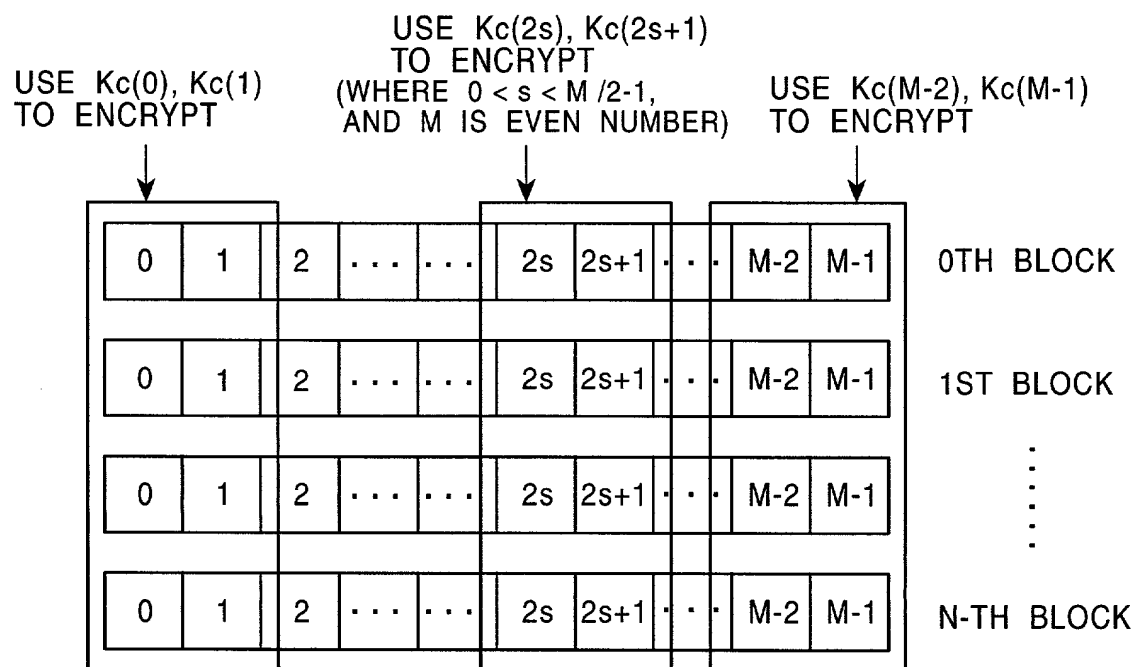 USE Kc(0), Kc(1)
TO ENCRYPT
USE Kc(2s), Kc(2s+1)
TO ENCRYPT
(WHERE 0 < s < M /2-1,
AND M IS EVEN NUMBER)
USE Kc(M-2), Kc(M-1)
TO ENCRYPT
0 1 2 ... ... 2s 2s+1 ... M-2 M-1 0TH BLOCK
0 1 2 ... ... 2s 2s+1 ... M-2 M-1 1ST BLOCK
0 1 2 ... ... 2s 2s+1 ... M-2 M-1
0 1 2 ... ... 2s 2s+1 ... M-2 M-1 N-TH BLOCK